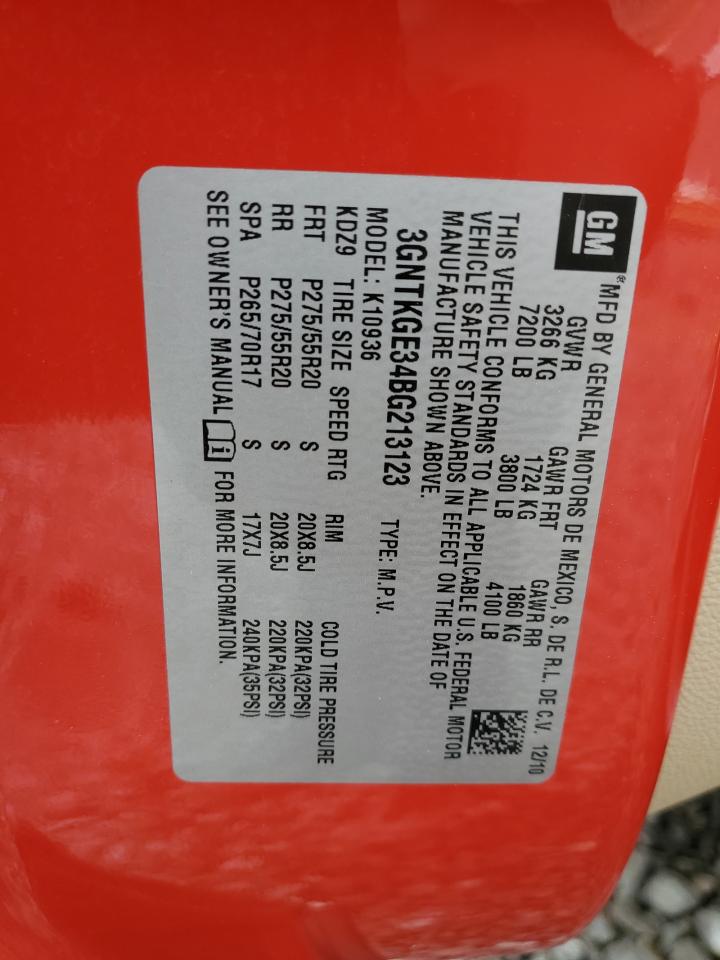 GM
® MFD BY GENERAL MOTORS DE MEXICO, S. DE R.L. DE C.V. 12/10
GVWR GAWR FRT GAWR RR
3266 KG 1724 KG 1860 KG
7200 LB 3800 LB 4100 LB
THIS VEHICLE CONFORMS TO ALL APPLICABLE U.S. FEDERAL MOTOR
VEHICLE SAFETY STANDARDS IN EFFECT ON THE DATE OF
MANUFACTURE SHOWN ABOVE.
3GNTKGE34BG213123 TYPE: M.P.V.
MODEL: K10936
KDZ9 TIRE SIZE SPEED RTG RIM COLD TIRE PRESSURE
FRT P275/55R20 S 20X8.5J 220KPA(32PSI)
RR P275/55R20 S 20X8.5J 220KPA(32PSI)
SPA P265/70R17 S 17X7J 240KPA(35PSI)
SEE OWNER'S MANUAL i FOR MORE INFORMATION.